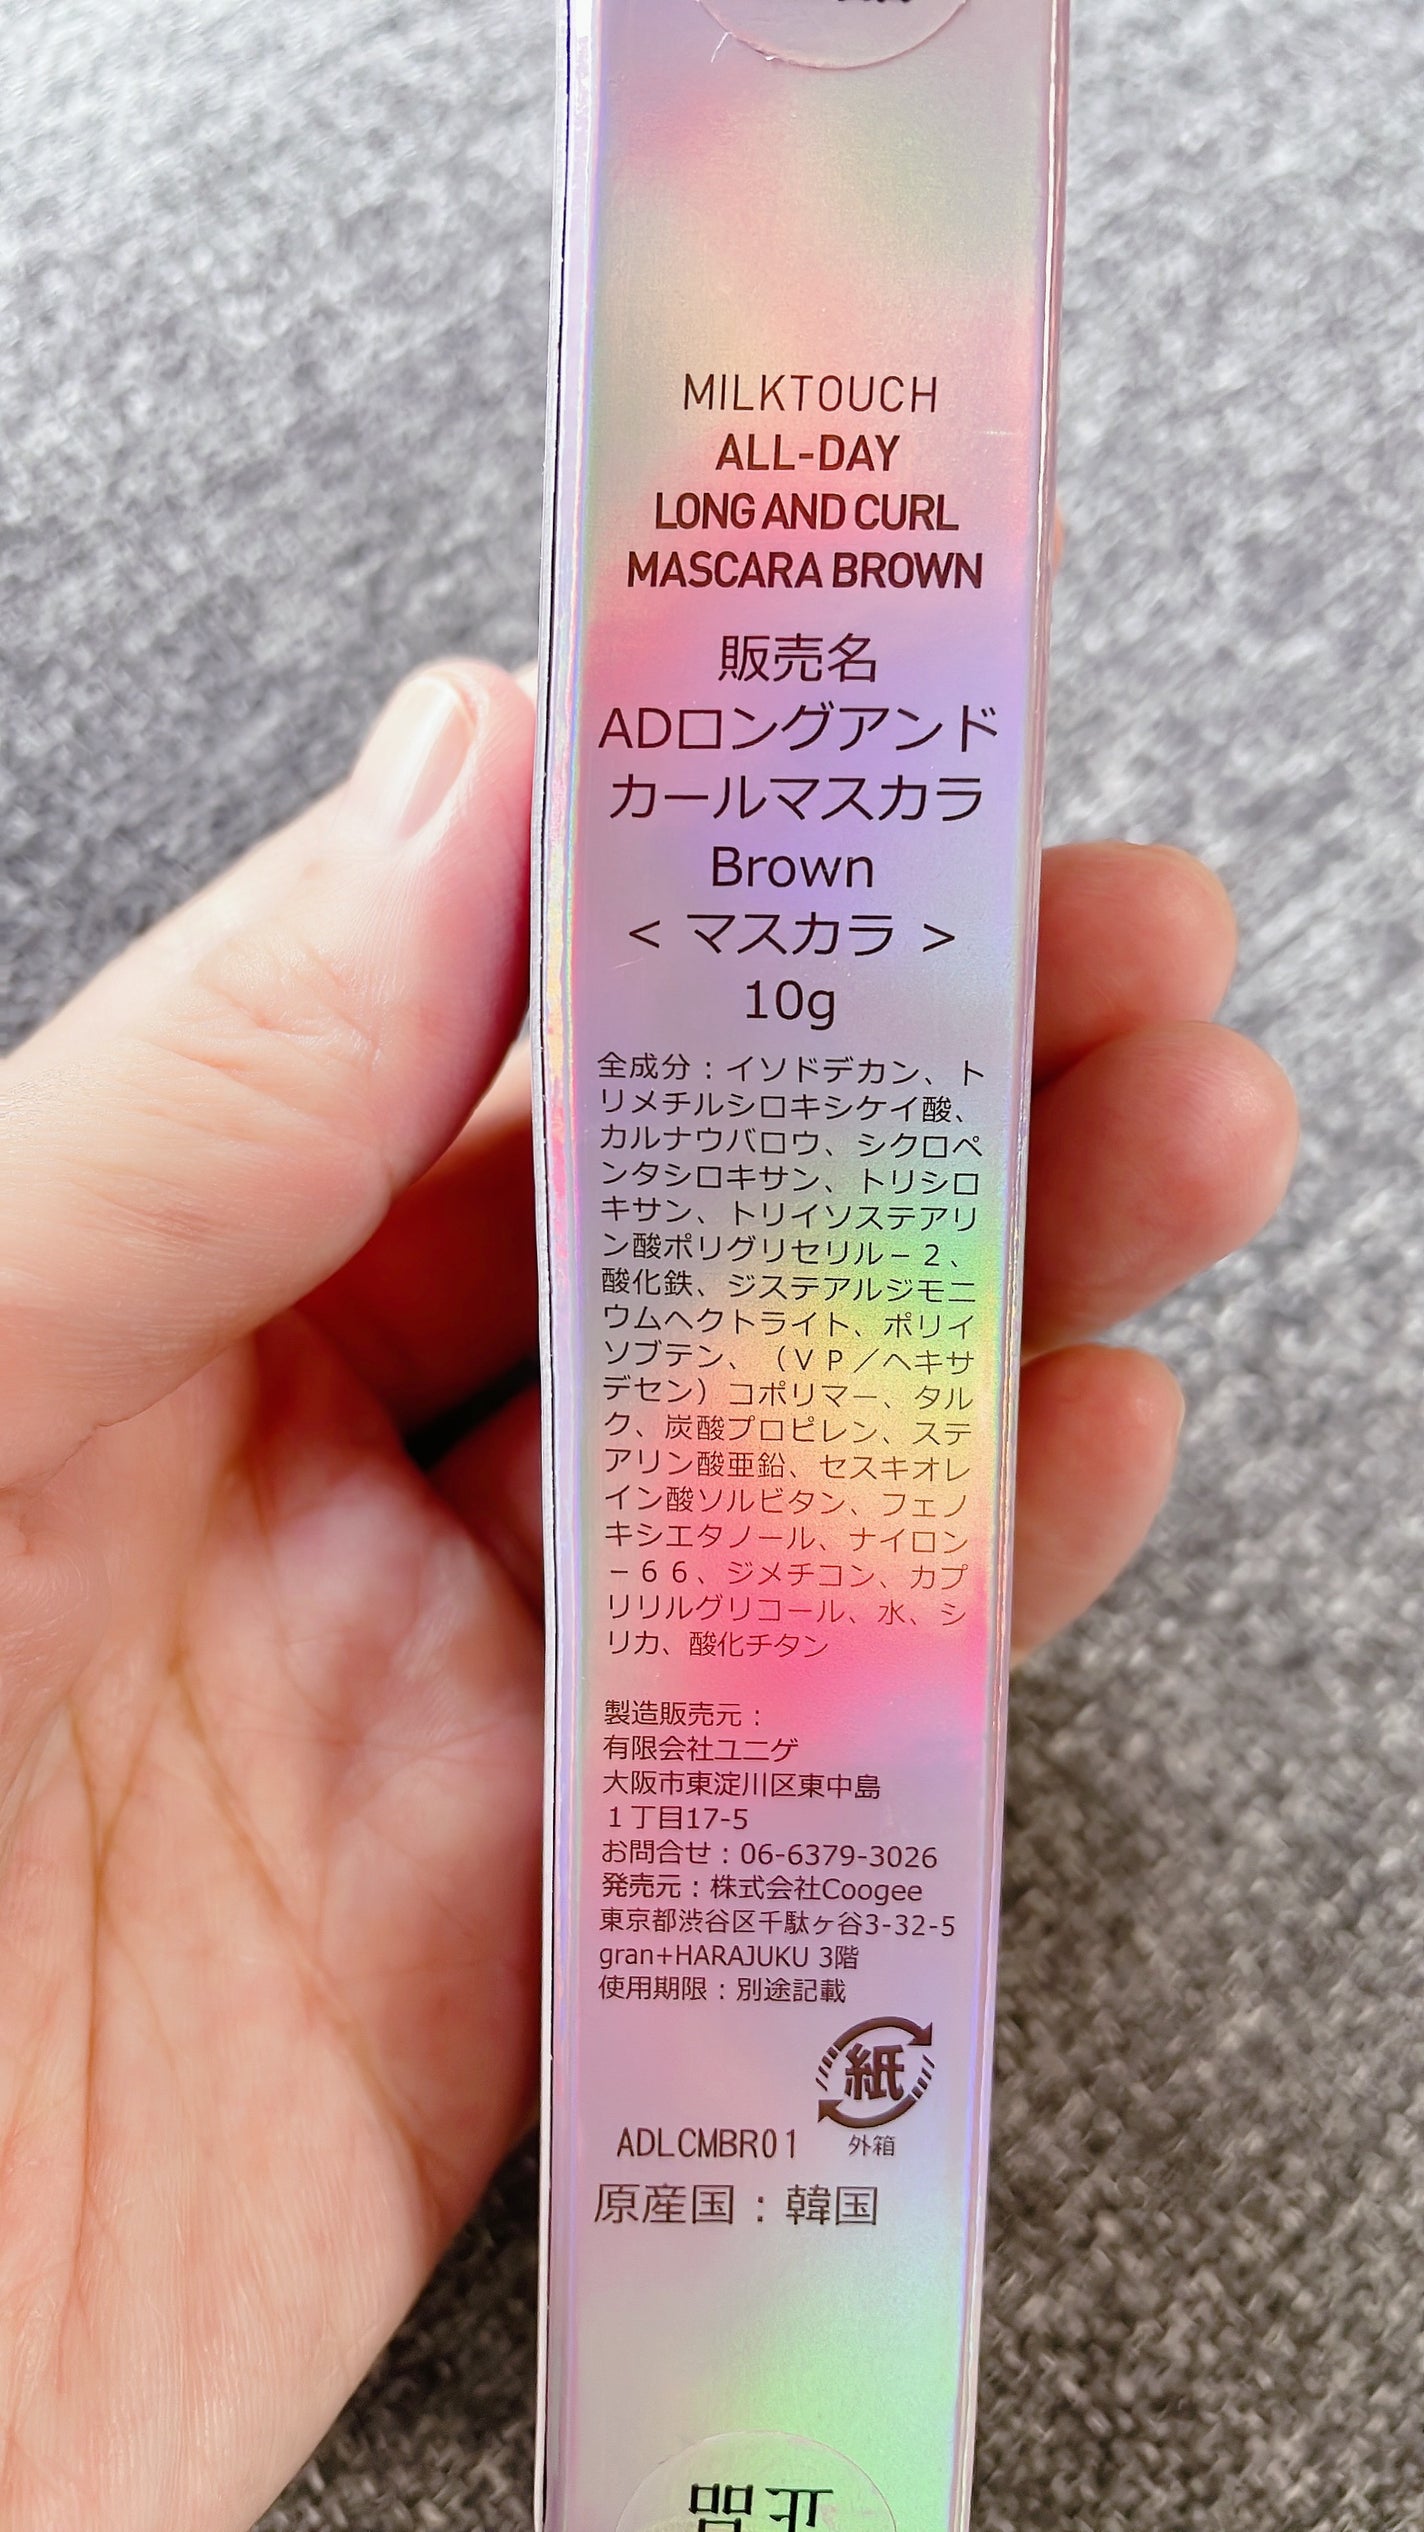 MILKTOUCH
ALL-DAY
LONG AND CURL
MASCARA BROWN
販売名
ADロングアンド
カールマスカラ
Brown
< マスカラ >
10g
全成分：イソドデカン、ト
リメチルシロキシケイ酸、
カルナウバロウ、シクロペ
ンタシロキサン、トリシロ
キサン、トリイソステアリ
ン酸ポリグリセリル－２、
酸化鉄、ジステアルジモニ
ウムヘクトライト、ポリイ
ソブテン、（ＶＰ／ヘキサ
デセン）コポリマー、タル
ク、炭酸プロピレン、ステ
アリン酸亜鉛、セスキオレ
イン酸ソルビタン、フェノ
キシエタノール、ナイロン
－６６、ジメチコン、カプ
リリルグリコール、水、シ
リカ、酸化チタン
製造販売元：
有限会社ユニゲ
大阪市東淀川区東中島
１丁目17-5
お問合せ：06-6379-3026
発売元：株式会社Coogee
東京都渋谷区千駄ヶ谷3-32-5
gran+HARAJUKU 3階
使用期限：別途記載
紙
ADLCMBR01 外箱
原産国：韓国
正品